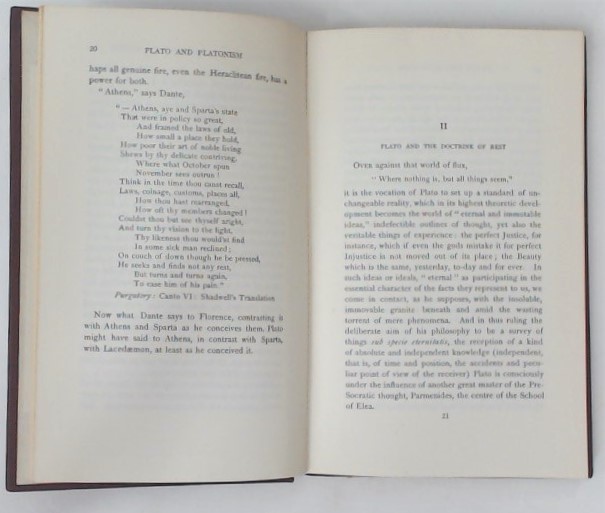 20 PLATO AND PLATONISM
haps all genuine fire, even the Heraclitean fire, has a
power for both.
"Athens," says Dante,
"— Athens, aye and Sparta's state
That were in policy so great,
And framed the laws of old,
How small a place they hold,
How poor their art of noble living
Shews by thy delicate contriving,
Where what October spun
November sees outrun!
Think in the time thou canst recall,
Laws, coinage, customs, places all,
How thou hast rearranged,
How oft thy members changed!
Couldst thou but see thyself aright,
And turn thy vision to the light,
Thy likeness thou would'st find
In some sick man reclined;
On couch of down though he be pressed,
He seeks and finds not any rest,
But turns and turns again,
To ease him of his pain."
Purgatory: Canto VI: Shadwell's Translation
Now what Dante says to Florence, contrasting it
with Athens and Sparta as he conceives them, Plato
might have said to Athens, in contrast with Sparta,
with Lacedæmon, at least as he conceived it.
II
PLATO AND THE DOCTRINE OF REST
Over against that world of flux,
"Where nothing is, but all things seem,"
it is the vocation of Plato to set up a standard of un-
changeable reality, which in its highest theoretic devel-
opment becomes the world of "eternal and immutable
ideas," indefectible outlines of thought, yet also the
veritable things of experience: the perfect Justice, for
instance, which if even the gods mistake it for perfect
Injustice is not moved out of its place; the Beauty
which is the same, yesterday, to-day and for ever. In
such ideas or ideals, "eternal" as participating in the
essential character of the facts they represent to us, we
come in contact, as he supposes, with the insoluble,
immovable granite beneath and amid the wasting
torrent of mere phenomena. And in thus ruling the
deliberate aim of his philosophy to be a survey of
things sub specie eternitatis, the reception of a kind
of absolute and independent knowledge (independent,
that is, of time and position, the accidents and pecu-
liar point of view of the receiver) Plato is consciously
under the influence of another great master of the Pre-
Socratic thought, Parmenides, the centre of the School
of Elea.
21